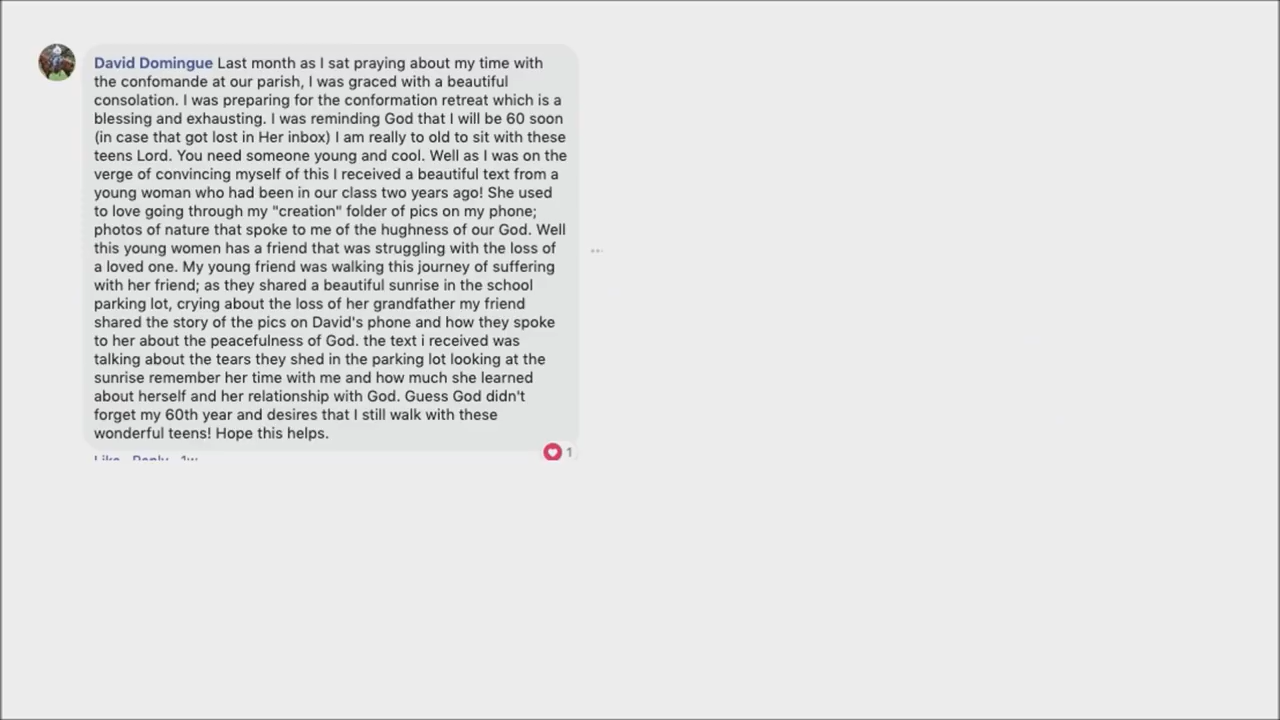 David Domingue Last month as I sat praying about my time with
the confomande at our parish, I was graced with a beautiful
consolation. I was preparing for the conformation retreat which is a
blessing and exhausting. I was reminding God that I will be 60 soon
(in case that got lost in Her inbox) I am really to old to sit with these
teens Lord. You need someone young and cool. Well as I was on the
verge of convincing myself of this I received a beautiful text from a
young woman who had been in our class two years ago! She used
to love going through my "creation" folder of pics on my phone;
photos of nature that spoke to me of the hughness of our God. Well
this young women has a friend that was struggling with the loss of
a loved one. My young friend was walking this journey of suffering
with her friend; as they shared a beautiful sunrise in the school
parking lot, crying about the loss of her grandfather my friend
shared the story of the pics on David's phone and how they spoke
to her about the peacefulness of God. the text i received was
talking about the tears they shed in the parking lot looking at the
sunrise remember her time with me and how much she learned
about herself and her relationship with God. Guess God didn't
forget my 60th year and desires that I still walk with these
wonderful teens! Hope this helps.
1
Like Reply 1w